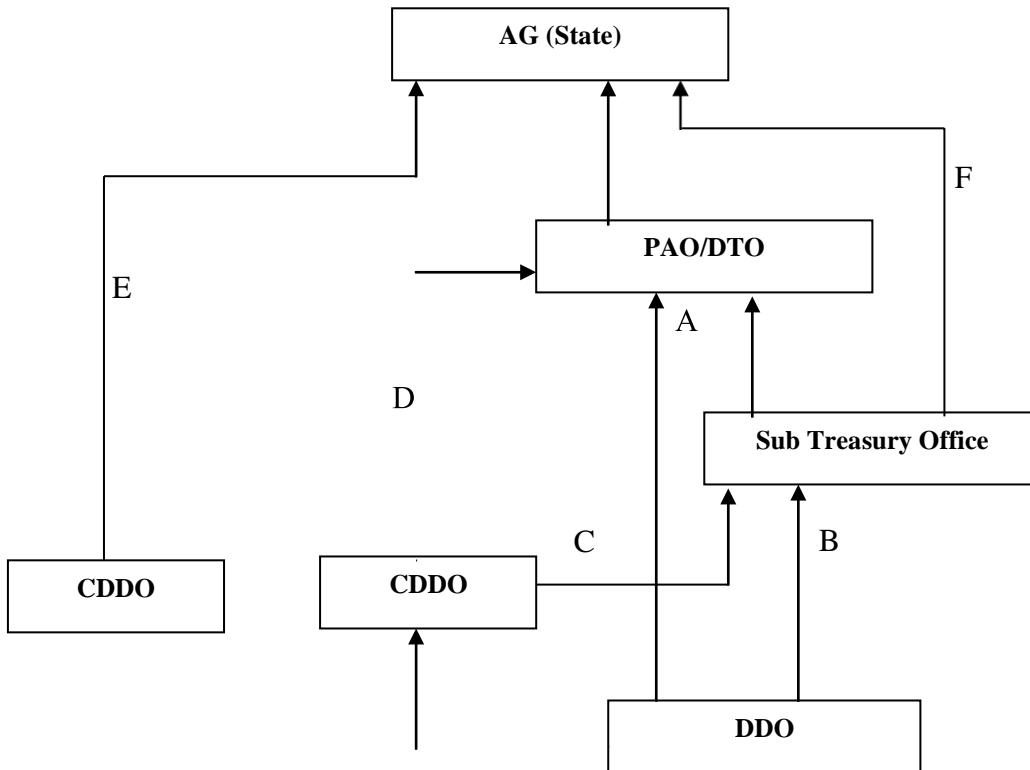 AG (State)
F
PAO/DTO
E
A
D
Sub Treasury Office
C
B
CDDO
CDDO
DDO